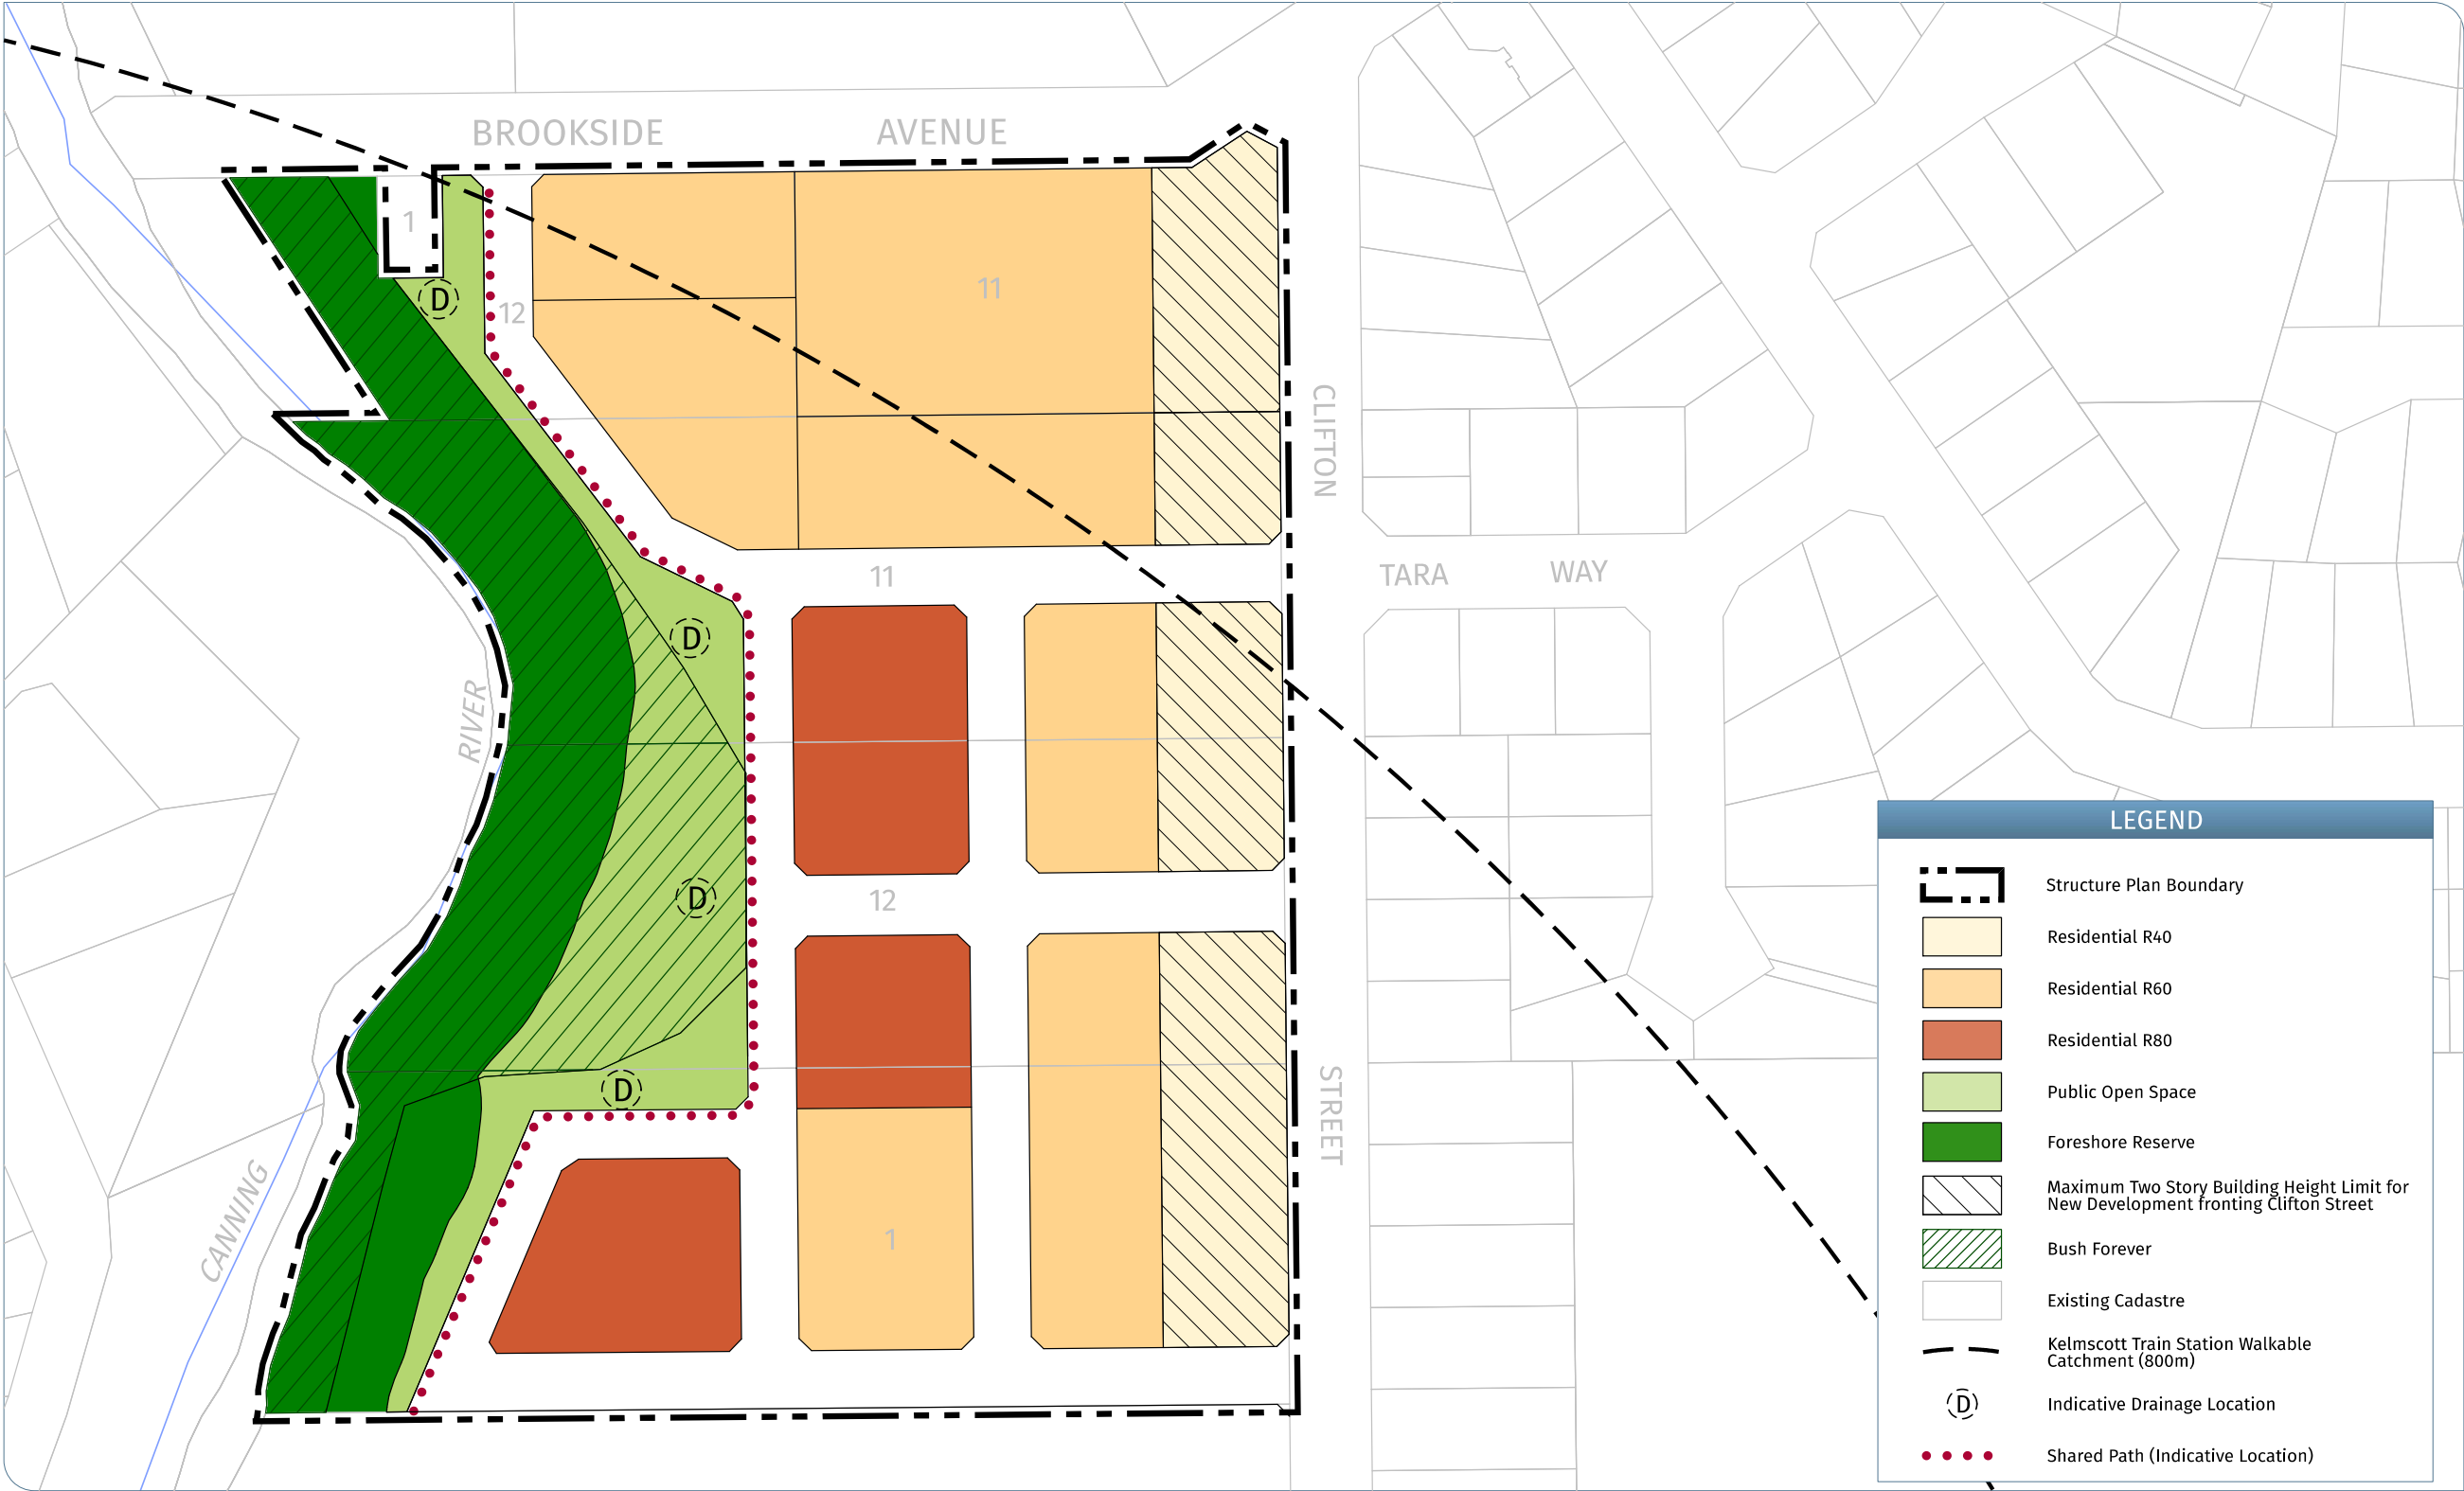 BROOKSIDE AVENUE
1
D
12
11
CLIFTON
11
TARA WAY
D
RIVER
D
12
D
STREET
CANNING
1
LEGEND
Structure Plan Boundary
Residential R40
Residential R60
Residential R80
Public Open Space
Foreshore Reserve
Maximum Two Story Building Height Limit for
New Development fronting Clifton Street
Bush Forever
Existing Cadastre
Kelmscott Train Station Walkable
Catchment (800m)
D Indicative Drainage Location
Shared Path (Indicative Location)